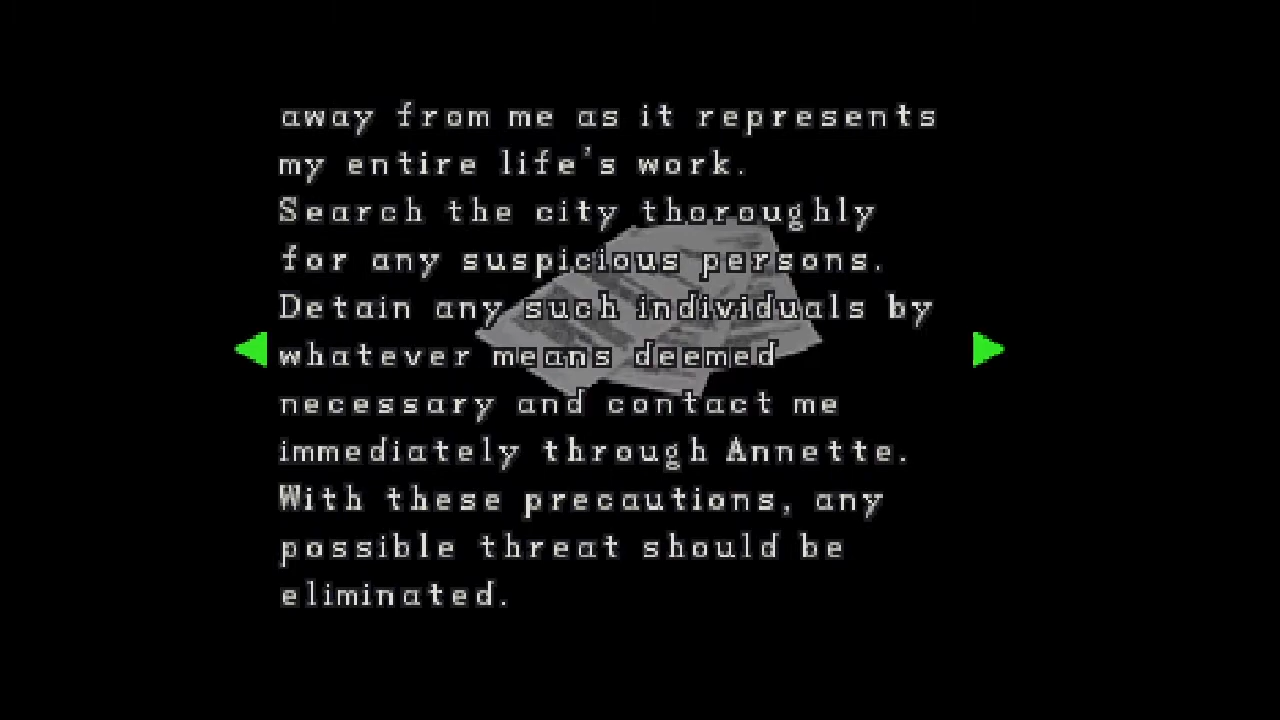 away from me as it represents
my entire life's work.
Search the city thoroughly
for any suspicious persons.
Detain any such individuals by
whatever means deemed
necessary and contact me
immediately through Annette.
With these precautions, any
possible threat should be
eliminated.